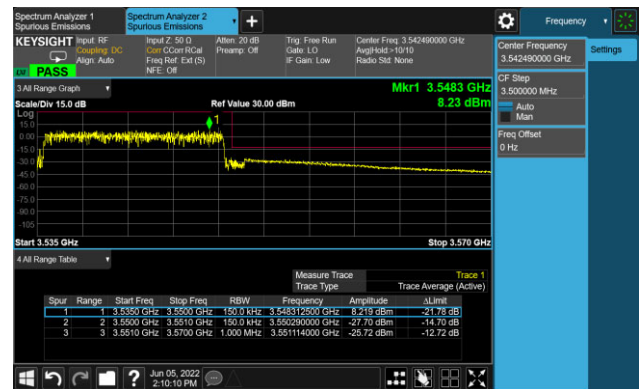 Spectrum Analyzer 1
Spurious Emissions
Spectrum Analyzer 2
Spurious Emissions
Frequency
KEYSIGHT
Input: RF
Coupling: DC
Align: Auto
Input Z: 50 Ω
Corr CCorr RCal
Freq Ref: Ext (S)
NFE: Off
Atten: 20 dB
Preamp: Off
Trig: Free Run
Gate: LO
IF Gain: Low
Center Freq: 3.542490000 GHz
Avg|Hold:>10/10
Radio Std: None
PASS
Center Frequency
3.542490000 GHz
Settings
CF Step
3.500000 MHz
Auto
Man
Freq Offset
0 Hz
3 All Range Graph
Mkr1 3.5483 GHz
Scale/Div 15.0 dB
Ref Value 30.00 dBm
8.23 dBm
Log
1
15.0
0.00
-15.0
-30.0
-45.0
-60.0
-75.0
-90.0
-105
Start 3.535 GHz
Stop 3.570 GHz
4 All Range Table
Measure Trace Trace 1
Trace Type Trace Average (Active)
Spur Range Start Freq Stop Freq RBW Frequency Amplitude ΔLimit
1 1 3.5350 GHz 3.5500 GHz 150.0 kHz 3.548312500 GHz 8.219 dBm -21.78 dB
2 2 3.5500 GHz 3.5510 GHz 150.0 kHz 3.550290000 GHz -27.70 dBm -14.70 dB
3 3 3.5510 GHz 3.5700 GHz 1.000 MHz 3.551114000 GHz -25.72 dBm -12.72 dB
Jun 05, 2022
2:10:10 PM